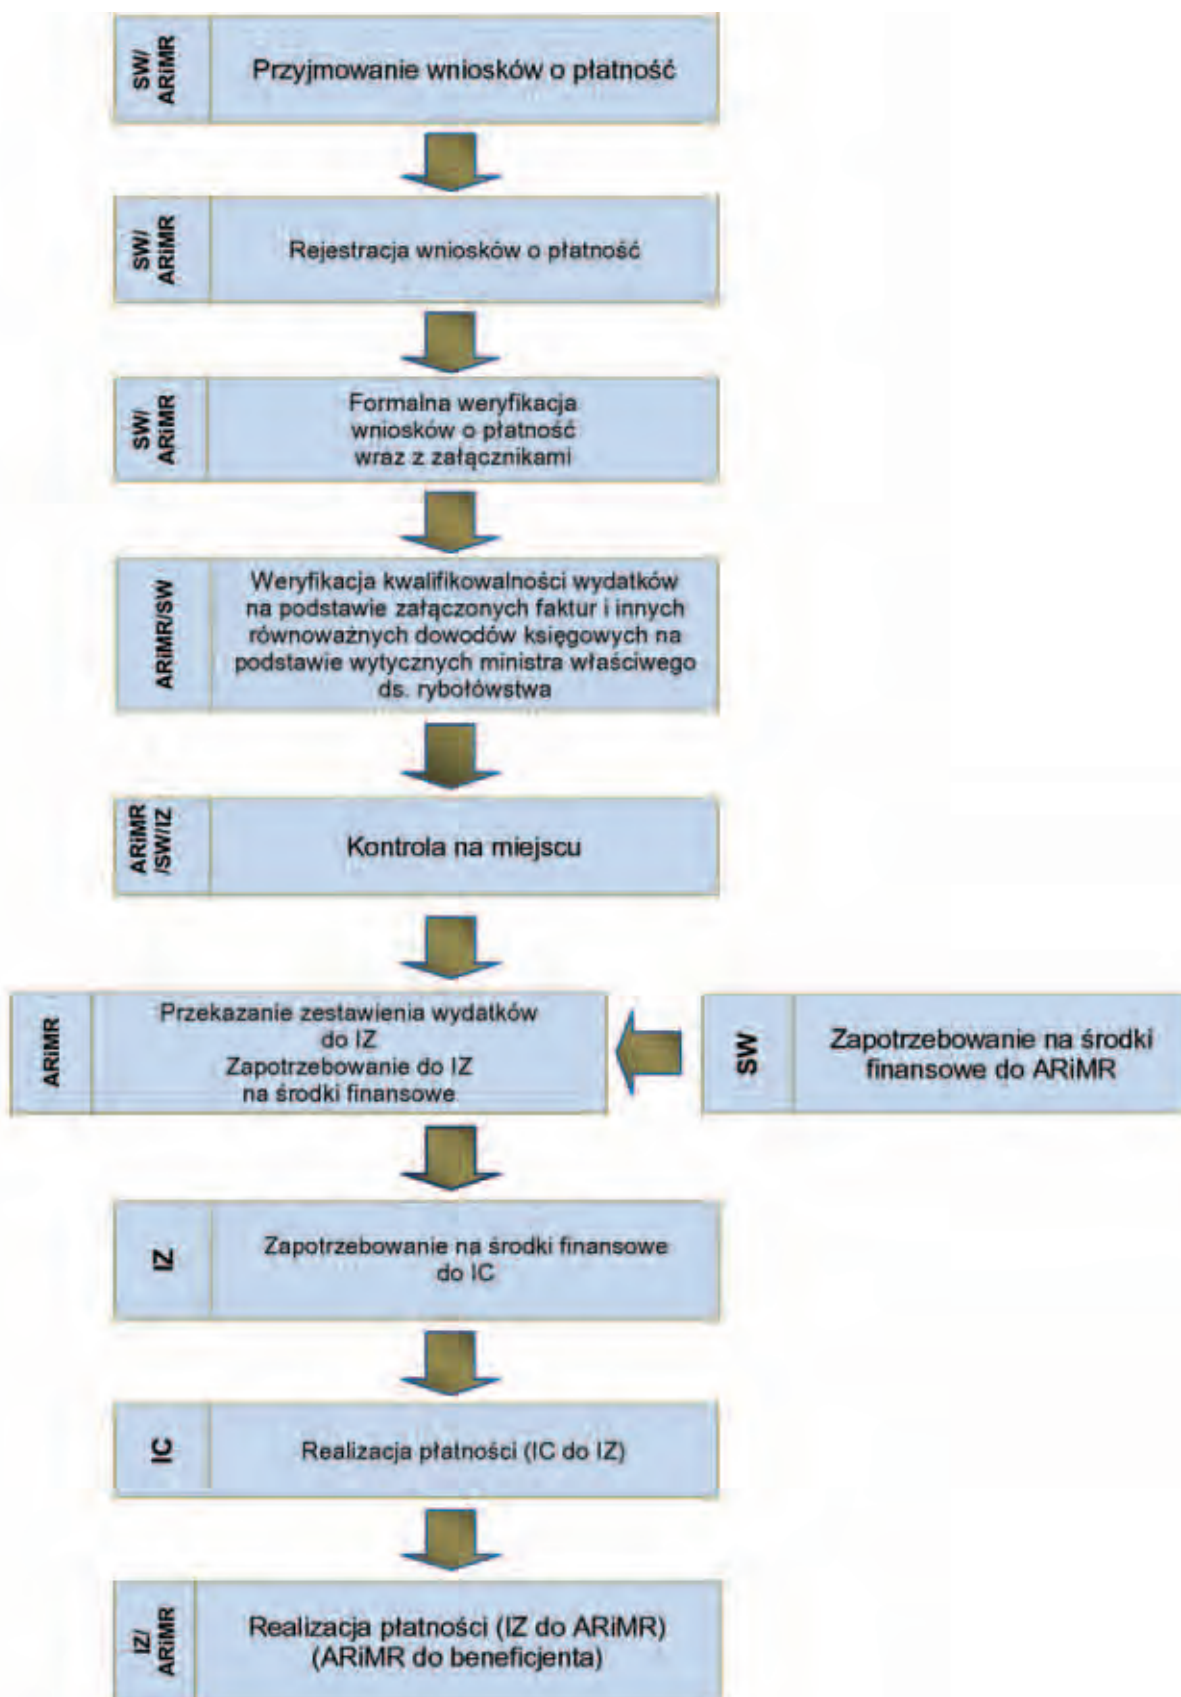 SW/
ARiMR
Przyjmowanie wniosków o płatność
SW/
ARiMR
Rejestracja wniosków o płatność
SW/
ARiMR
Formalna weryfikacja
wniosków o płatność
wraz z załącznikami
ARiMR/SW
Weryfikacja kwalifikowalności wydatków
na podstawie załączonych faktur i innych
równoważnych dowodów księgowych na
podstawie wytycznych ministra właściwego
ds. rybołówstwa
ARiMR
/SW/IZ
Kontrola na miejscu
ARiMR
Przekazanie zestawienia wydatków
do IZ
Zapotrzebowanie do IZ
na środki finansowe
SW
Zapotrzebowanie na środki
finansowe do ARiMR
IZ
Zapotrzebowanie na środki finansowe
do IC
IC
Realizacja płatności (IC do IZ)
IZ/
ARiMR
Realizacja płatności (IZ do ARiMR)
(ARiMR do beneficjenta)